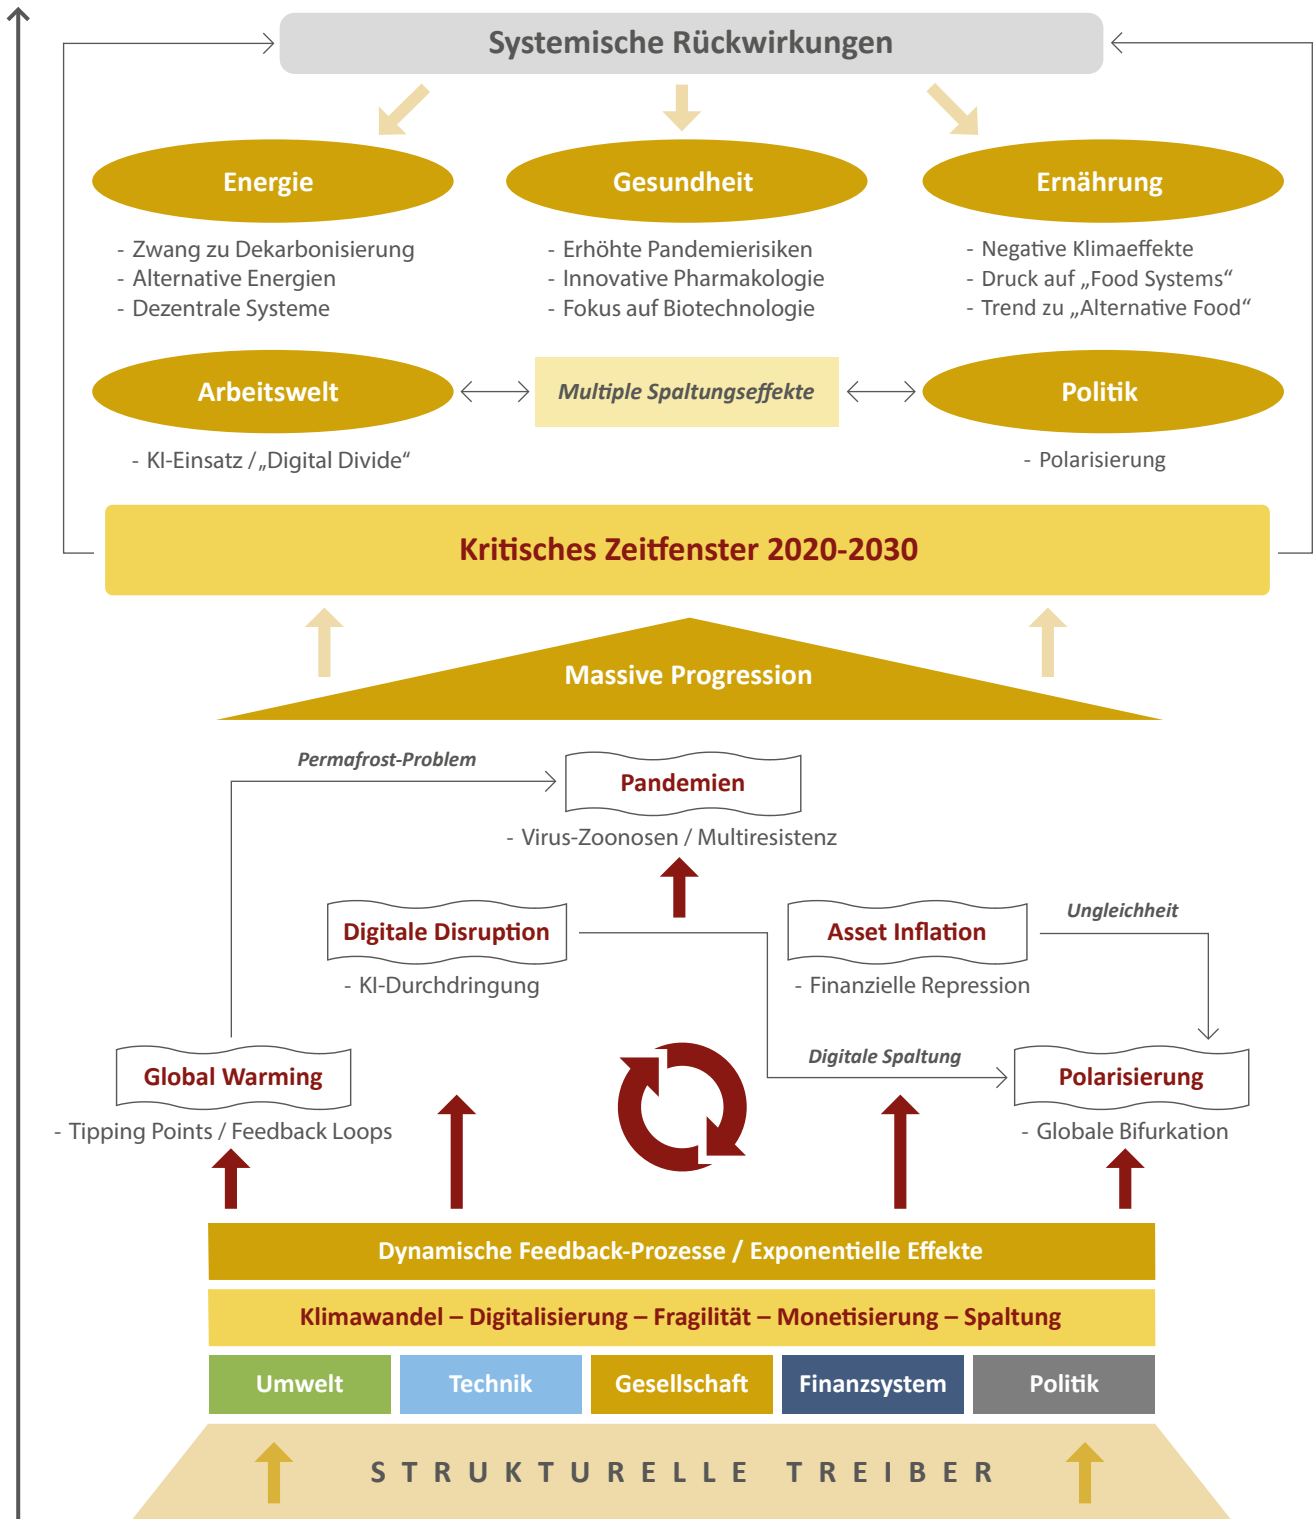 Systemische Rückwirkungen
Energie
- Zwang zu Dekarbonisierung
- Alternative Energien
- Dezentrale Systeme
Gesundheit
- Erhöhte Pandemierisiken
- Innovative Pharmakologie
- Fokus auf Biotechnologie
Ernährung
- Negative Klimaeffekte
- Druck auf „Food Systems“
- Trend zu „Alternative Food“
Arbeitswelt
- KI-Einsatz / „Digital Divide“
Multiple Spaltungseffekte
Politik
- Polarisierung
Kritisches Zeitfenster 2020-2030
Massive Progression
Permafrost-Problem
Pandemien
- Virus-Zoonosen / Multiresistenz
Digitale Disruption
- KI-Durchdringung
Asset Inflation
- Finanzielle Repression
Ungleichheit
Global Warming
- Tipping Points / Feedback Loops
Digitale Spaltung
Polarisierung
- Globale Bifurkation
Dynamische Feedback-Prozesse / Exponentielle Effekte
Klimawandel – Digitalisierung – Fragilität – Monetisierung – Spaltung
Umwelt
Technik
Gesellschaft
Finanzsystem
Politik
STRUKTURELLE TREIBER